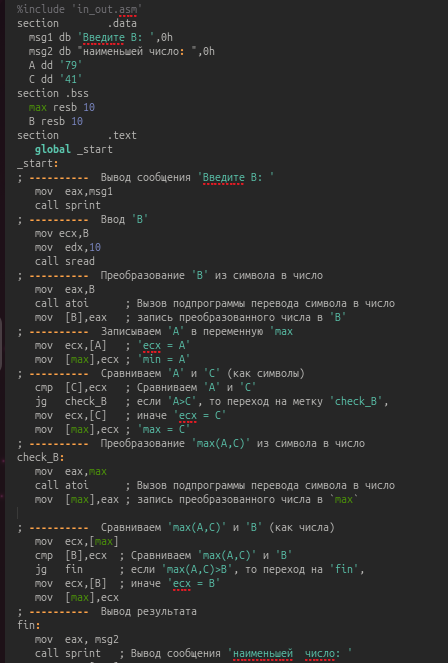 %include 'in_out.asm'
section        .data
  msg1 db 'Введите B: ',0h
  msg2 db "наименьшей число: ",0h
  A dd '79'
  C dd '41'
section .bss
  max resb 10
  B resb 10
section        .text
   global _start
_start:
; ---------- Вывод сообщения 'Введите B: '
   mov  eax,msg1
   call sprint
; ---------- Ввод 'B'
   mov ecx,B
   mov  edx,10
   call sread
; ---------- Преобразование 'B' из символа в число
   mov  eax,B
   call atoi      ; Вызов подпрограммы перевода символа в число
   mov  [B],eax   ; запись преобразованного числа в 'B'
; ---------- Записываем 'A' в переменную 'max
   mov  ecx,[A]   ; 'ecx = A'
   mov  [max],ecx ; 'min = A'
; ---------- Сравниваем 'A' и 'C' (как символы)
   cmp  [C],ecx   ; Сравниваем 'A' и 'C'
   jg   check_B   ; если 'A>C', то переход на метку 'check_B',
   mov  ecx,[C]   ; иначе 'ecx = C'
   mov  [max],ecx ; 'max = C'
; ---------- Преобразование 'max(A,C)' из символа в число
check_B:
   mov  eax,max
   call atoi      ; Вызов подпрограммы перевода символа в число
   mov  [max],eax ; запись преобразованного числа в `max`
; ---------- Сравниваем 'max(A,C)' и 'B' (как числа)
   mov  ecx,[max]
   cmp  [B],ecx  ; Сравниваем 'max(A,C)' и 'B'
   jg   fin      ; если 'max(A,C)>B', то переход на 'fin',
   mov  ecx,[B]  ; иначе 'ecx = B'
   mov  [max],ecx
; ---------- Вывод результата
fin:
   mov  eax, msg2
   call sprint   ; Вывод сообщения 'наименьшей  число: '